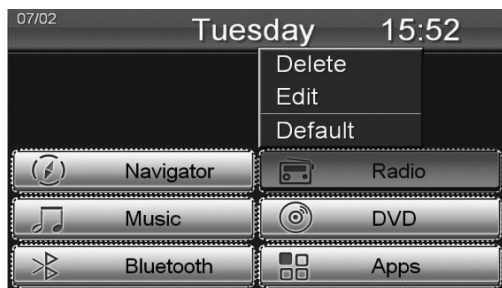 07/02 Tuesday 15:52
Delete
Edit
Default
Navigator Radio
Music DVD
Bluetooth Apps